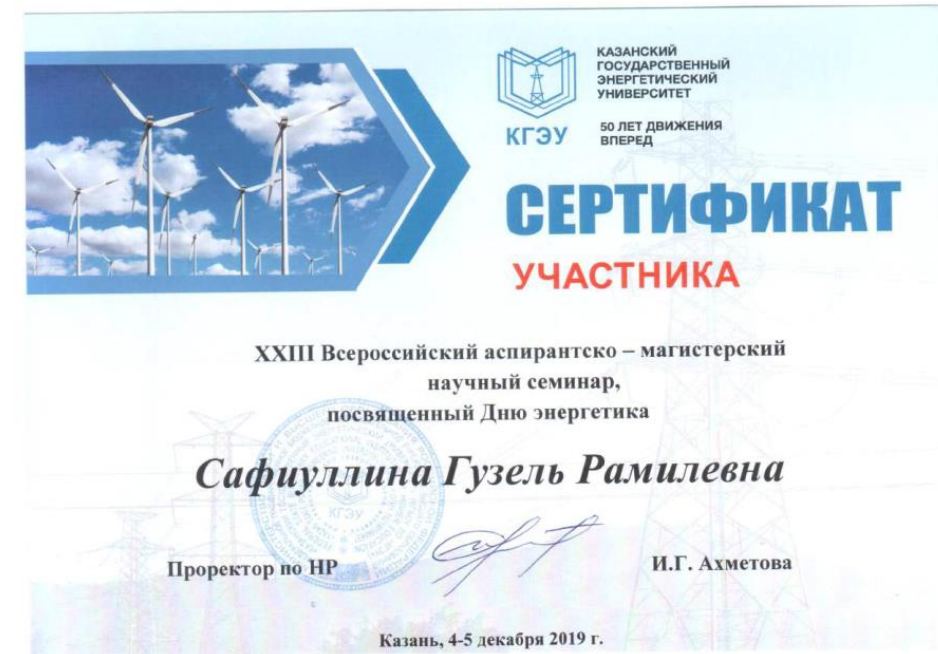 КАЗАНСКИЙ
ГОСУДАРСТВЕННЫЙ
ЭНЕРГЕТИЧЕСКИЙ
УНИВЕРСИТЕТ
КГЭУ
50 ЛЕТ ДВИЖЕНИЯ
ВПЕРЕД
СЕРТИФИКАТ
УЧАСТНИКА
XXIII Всероссийский аспирантско – магистерский
научный семинар,
посвященный Дню энергетика
Сафиуллина Гузель Рамилевна
КГЭУ
Проректор по НР
И.Г. Ахметова
Казань, 4-5 декабря 2019 г.